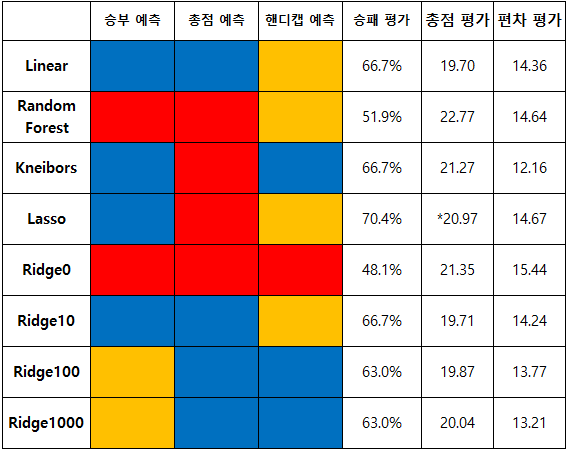 승부 예측 총점 예측 핸디캡 예측 승패 평가 총점 평가 편차 평가
Linear 66.7% 19.70 14.36
Random
Forest 51.9% 22.77 14.64
Kneibors 66.7% 21.27 12.16
Lasso 70.4% *20.97 14.67
Ridge0 48.1% 21.35 15.44
Ridge10 66.7% 19.71 14.24
Ridge100 63.0% 19.87 13.77
Ridge1000 63.0% 20.04 13.21